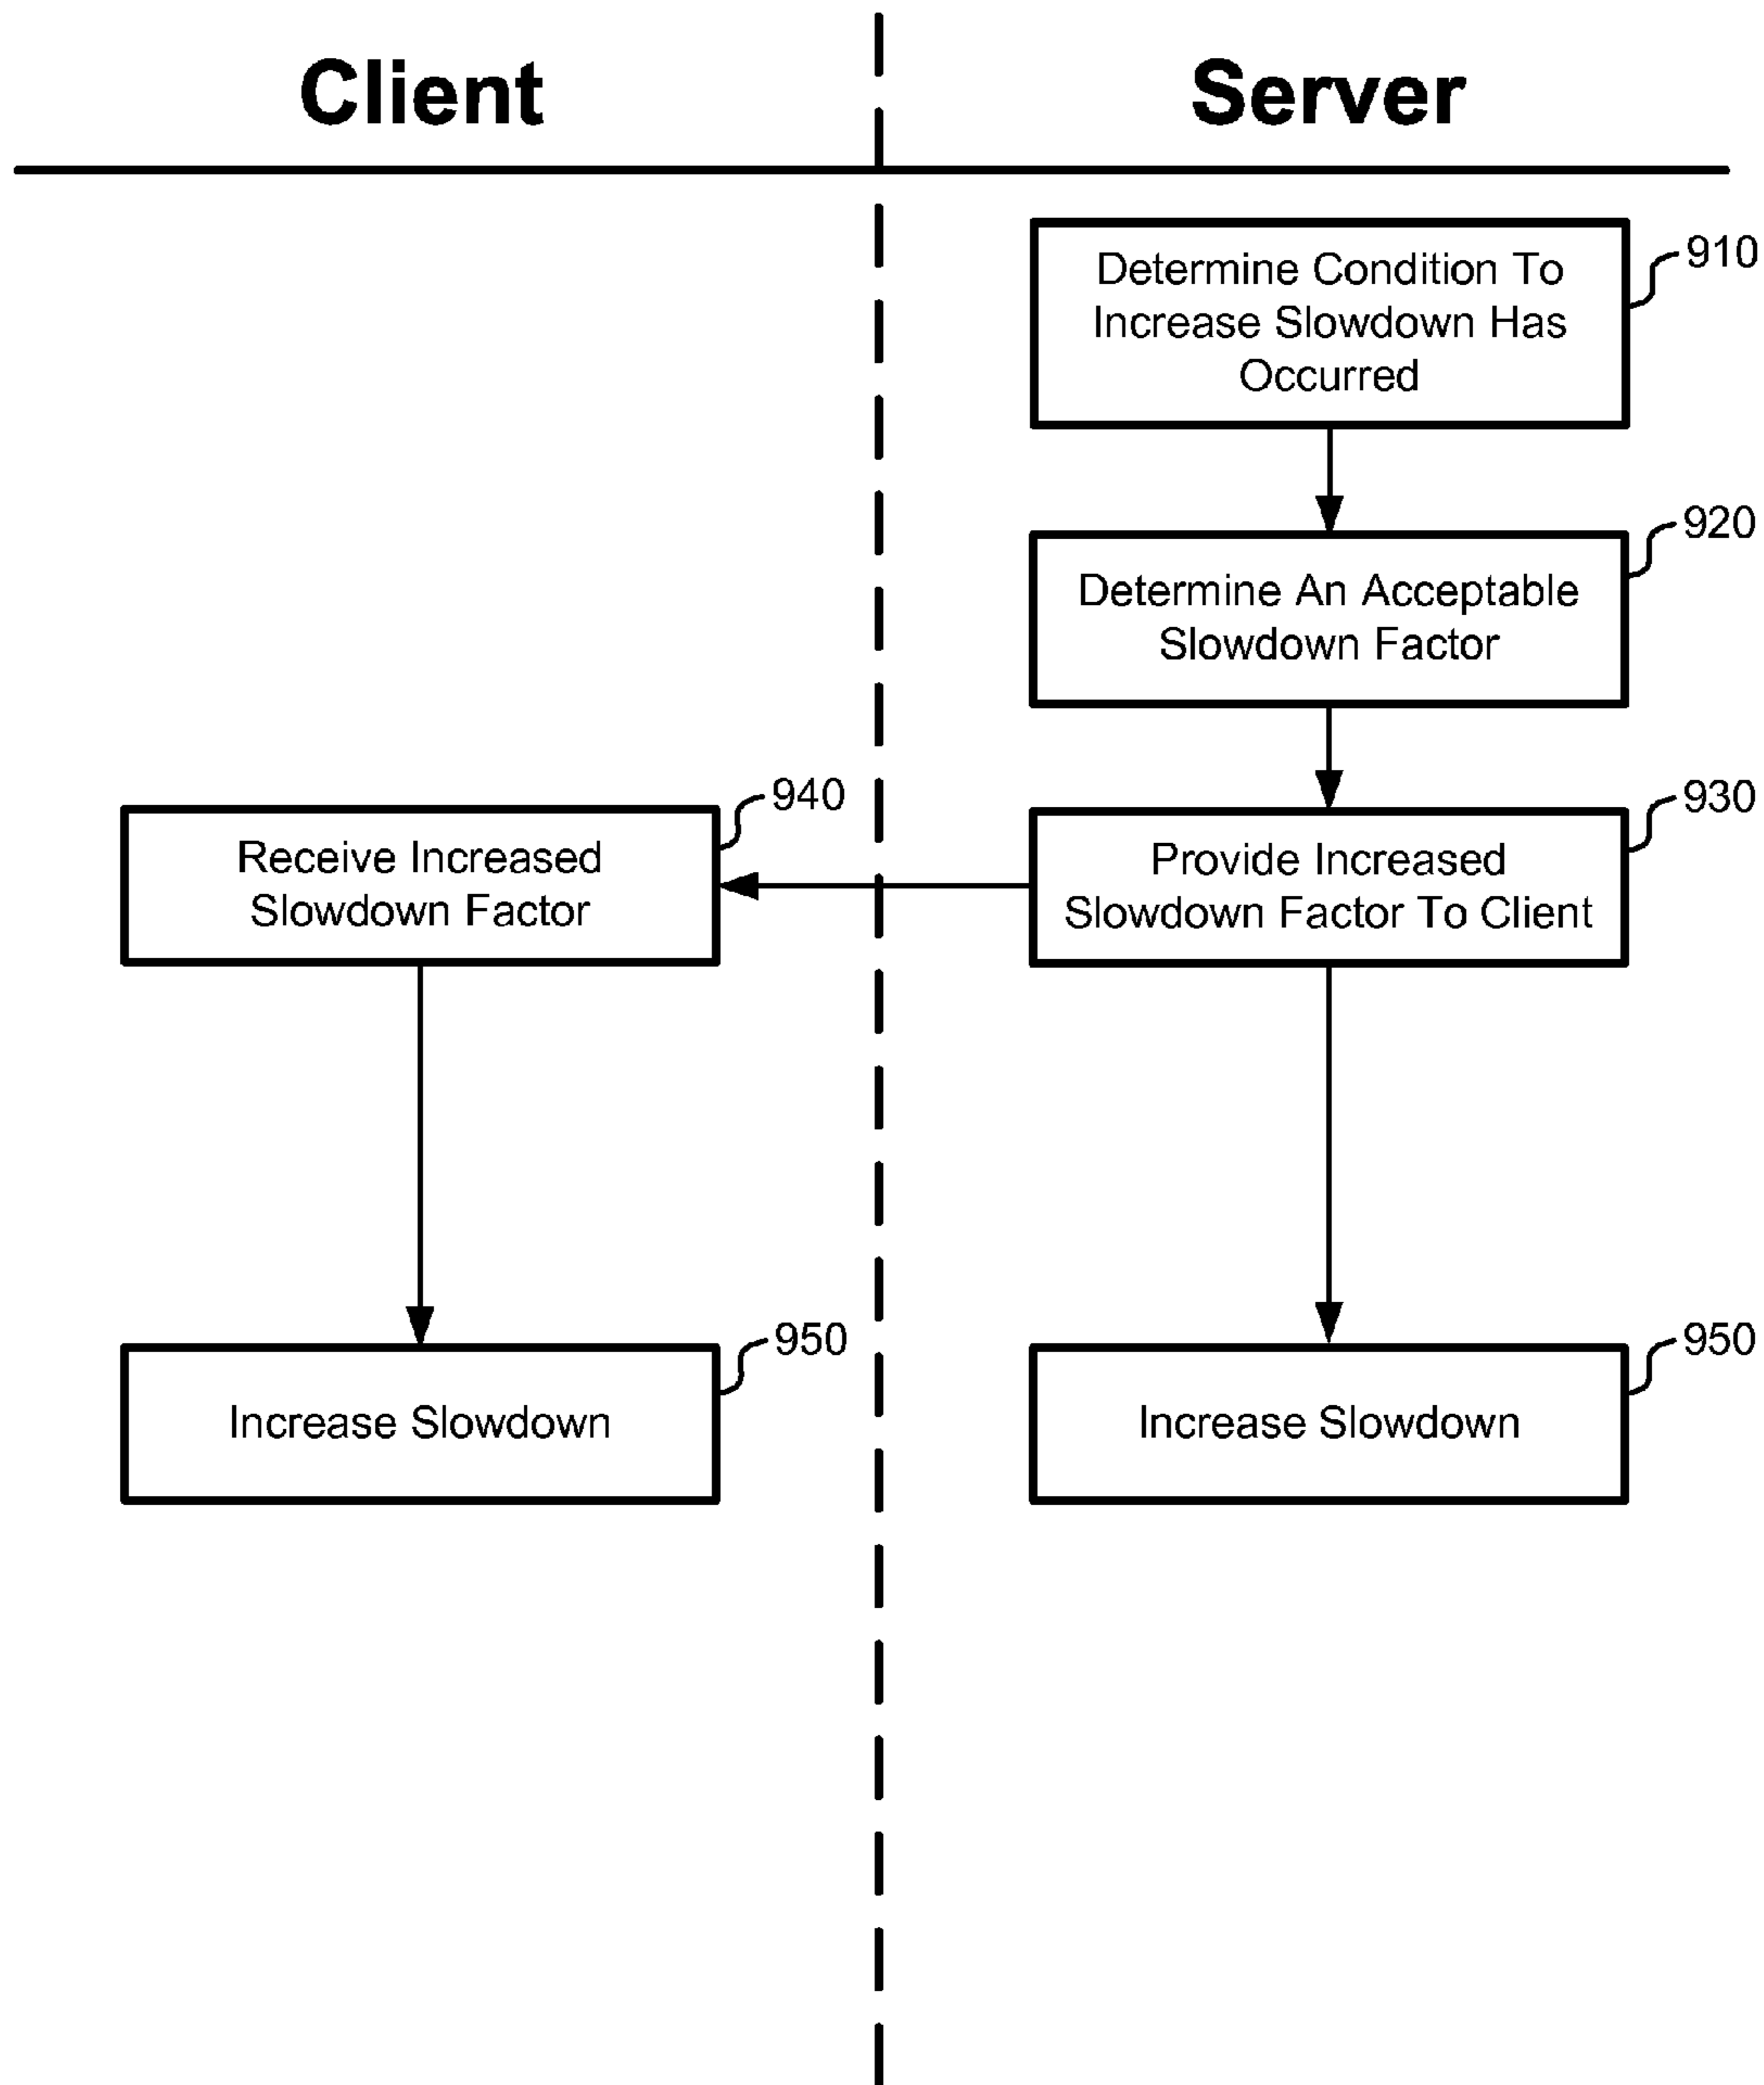 Client
Server
Determine Condition To
Increase Slowdown Has
Occurred
910
Determine An Acceptable
Slowdown Factor
920
Receive Increased
Slowdown Factor
940
Provide Increased
Slowdown Factor To Client
930
Increase Slowdown
950
Increase Slowdown
950